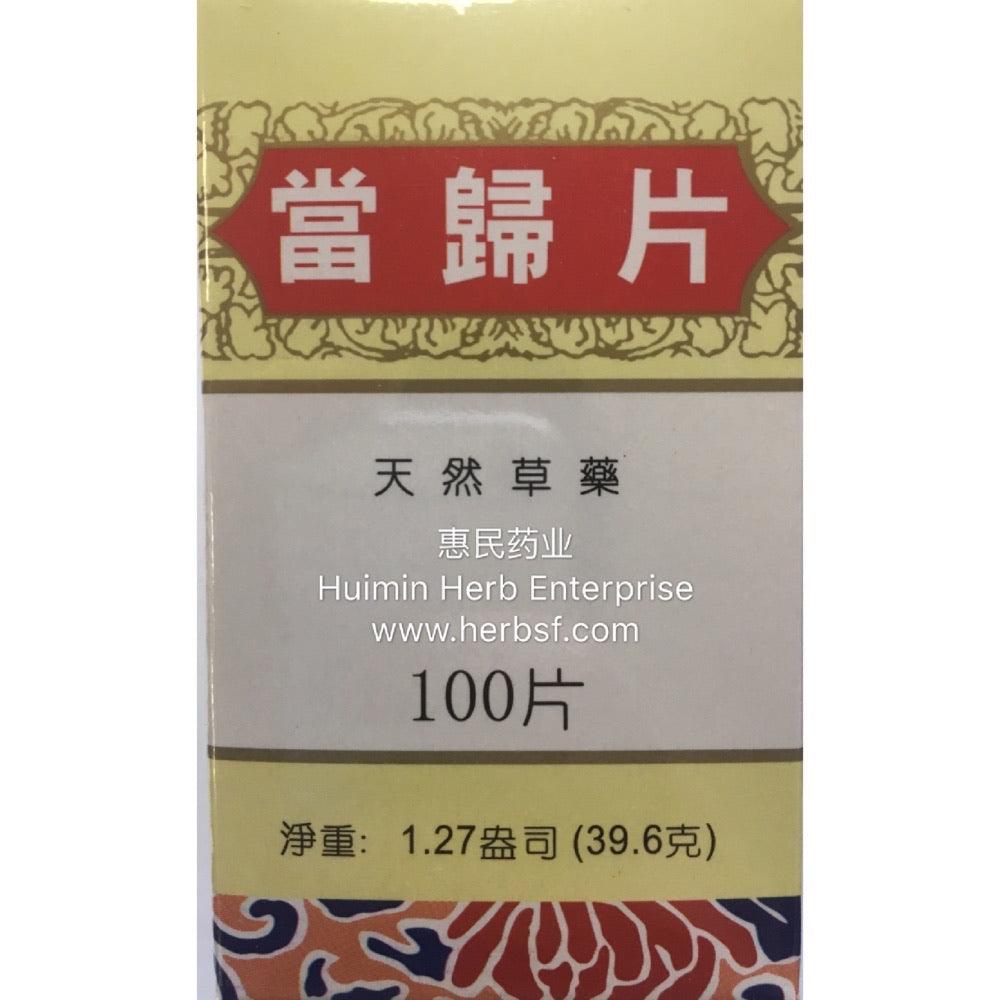 當歸片
天然草藥
惠民药业
Huimin Herb Enterprise
www.herbsf.com
100片
淨重: 1.27盎司 (39.6克)